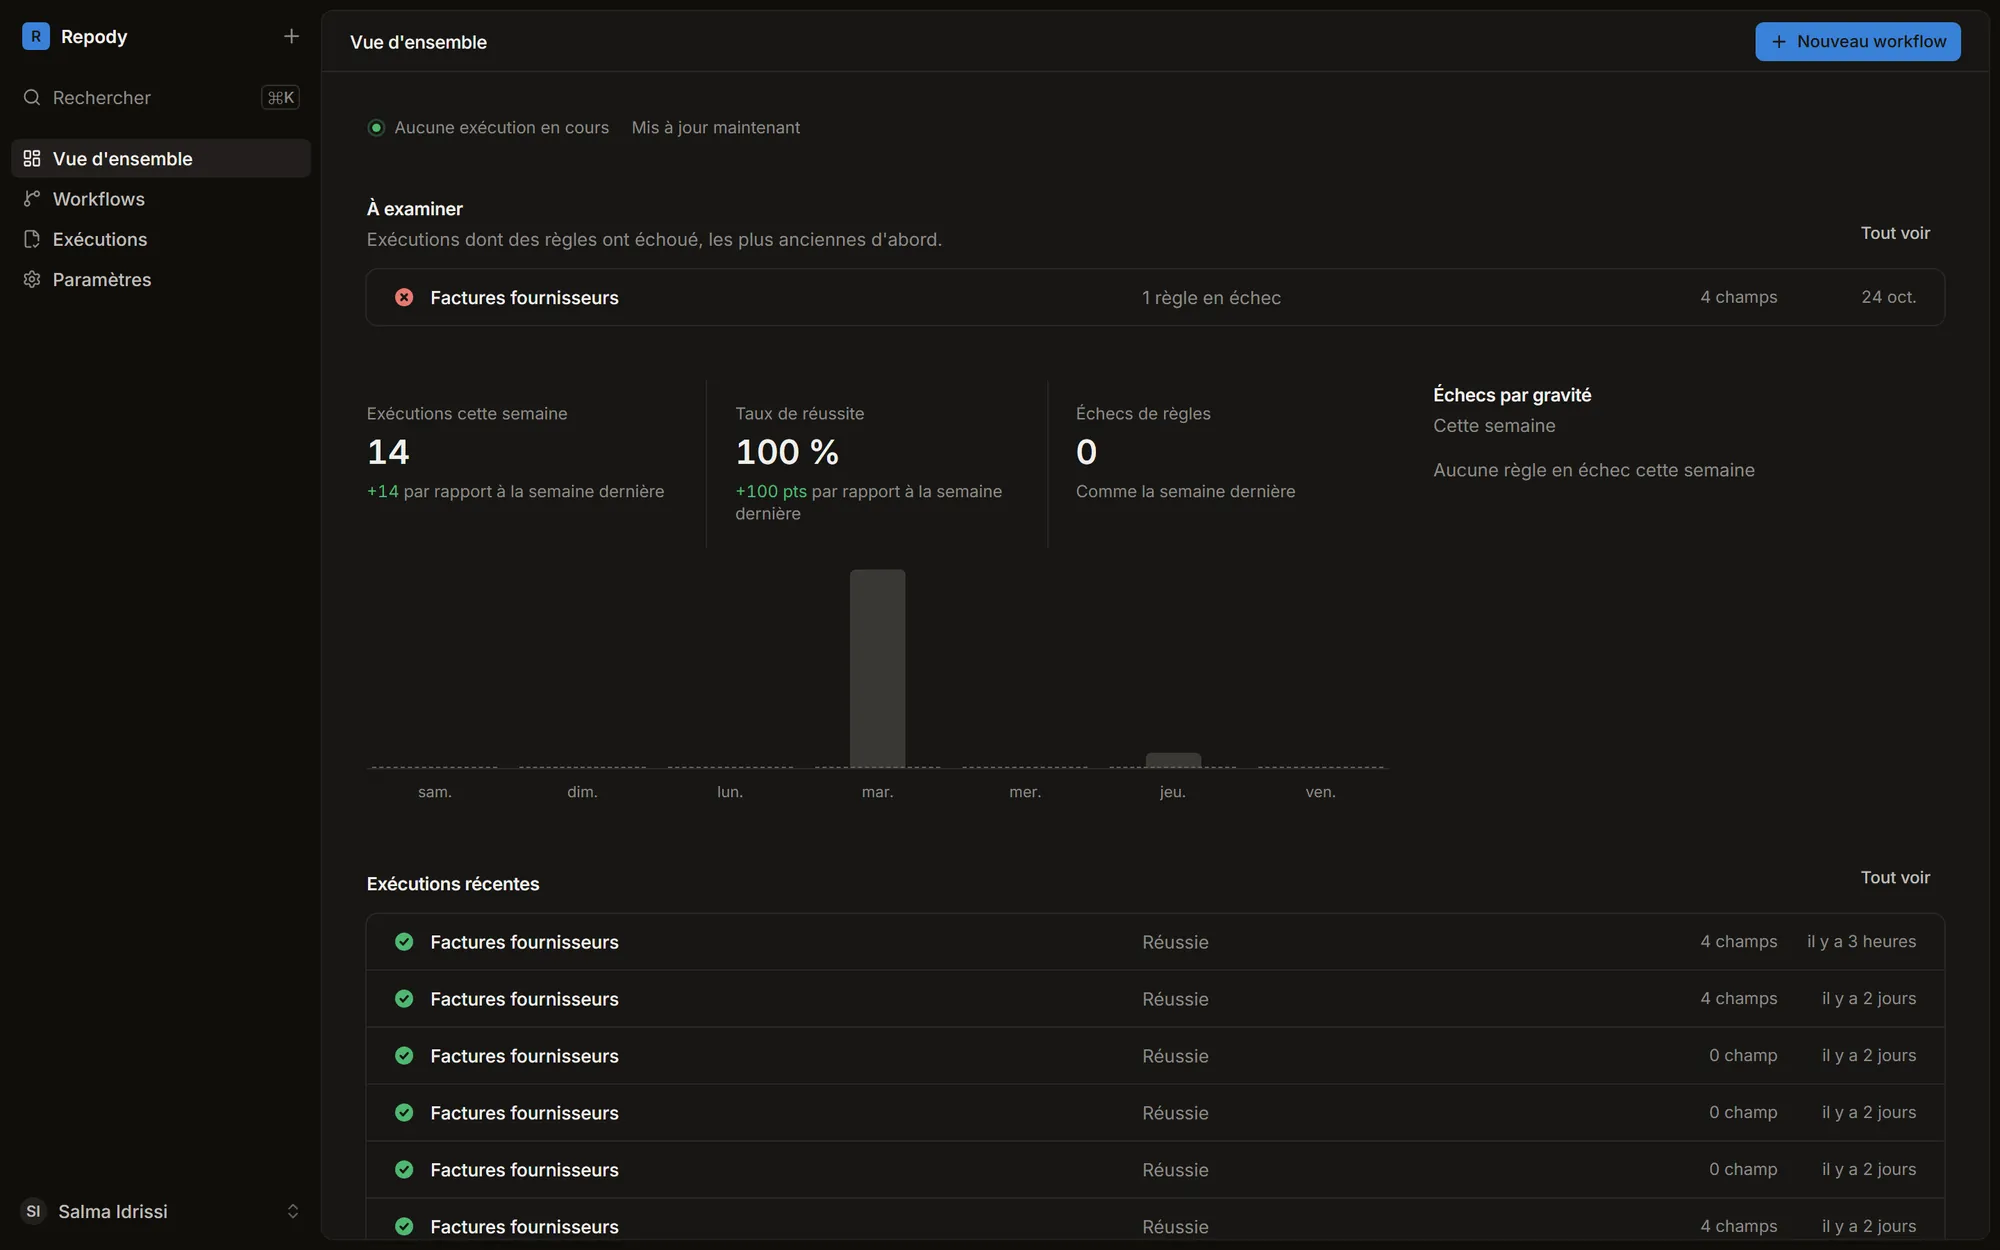 R Repody
Rechercher ⌘K
Vue d'ensemble
Workflows
Exécutions
Paramètres
SI Salma Idrissi
Vue d'ensemble
+ Nouveau workflow
Aucune exécution en cours Mis à jour maintenant
À examiner
Exécutions dont des règles ont échoué, les plus anciennes d'abord.
Tout voir
Factures fournisseurs 1 règle en échec 4 champs 24 oct.
Exécutions cette semaine
14
+14 par rapport à la semaine dernière
Taux de réussite
100 %
+100 pts par rapport à la semaine
dernière
Échecs de règles
0
Comme la semaine dernière
Échecs par gravité
Cette semaine
Aucune règle en échec cette semaine
sam. dim. lun. mar. mer. jeu. ven.
Exécutions récentes
Tout voir
Factures fournisseurs Réussie 4 champs il y a 3 heures
Factures fournisseurs Réussie 4 champs il y a 2 jours
Factures fournisseurs Réussie 0 champ il y a 2 jours
Factures fournisseurs Réussie 0 champ il y a 2 jours
Factures fournisseurs Réussie 0 champ il y a 2 jours
Factures fournisseurs Réussie 4 champs il y a 2 jours